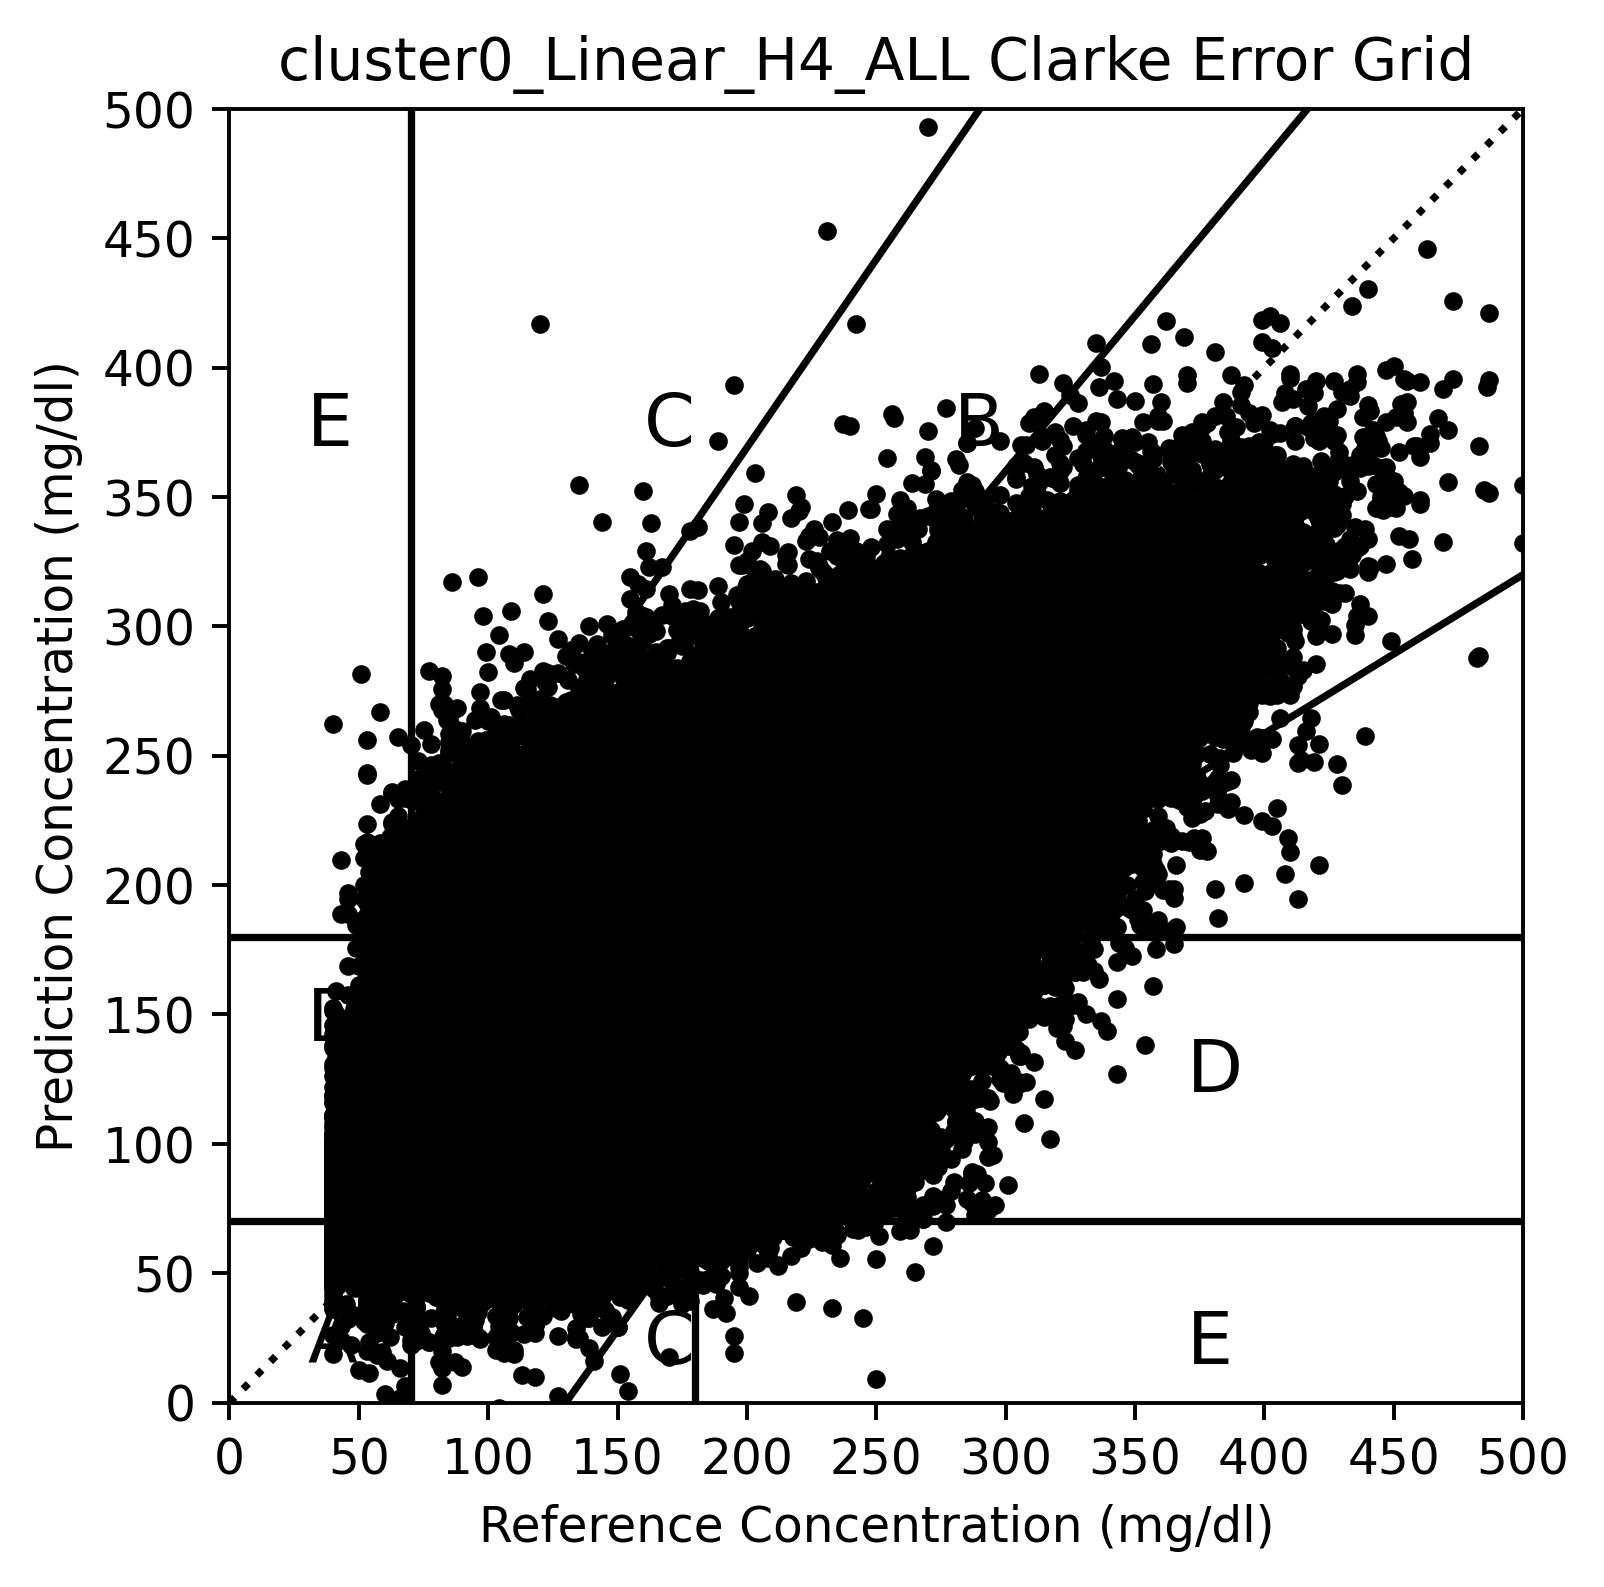 cluster0_Linear_H4_ALL Clarke Error Grid
Prediction Concentration (mg/dl)
500
450
400
350
300
250
200
150
100
50
0
E
C
B
D
D
A
C
E
0 50 100 150 200 250 300 350 400 450 500
Reference Concentration (mg/dl)